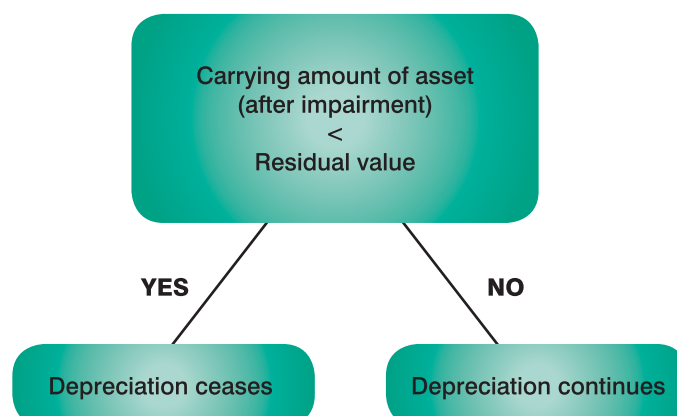 Carrying amount of asset
(after impairment)
<
Residual value
YES
NO
Depreciation ceases
Depreciation continues